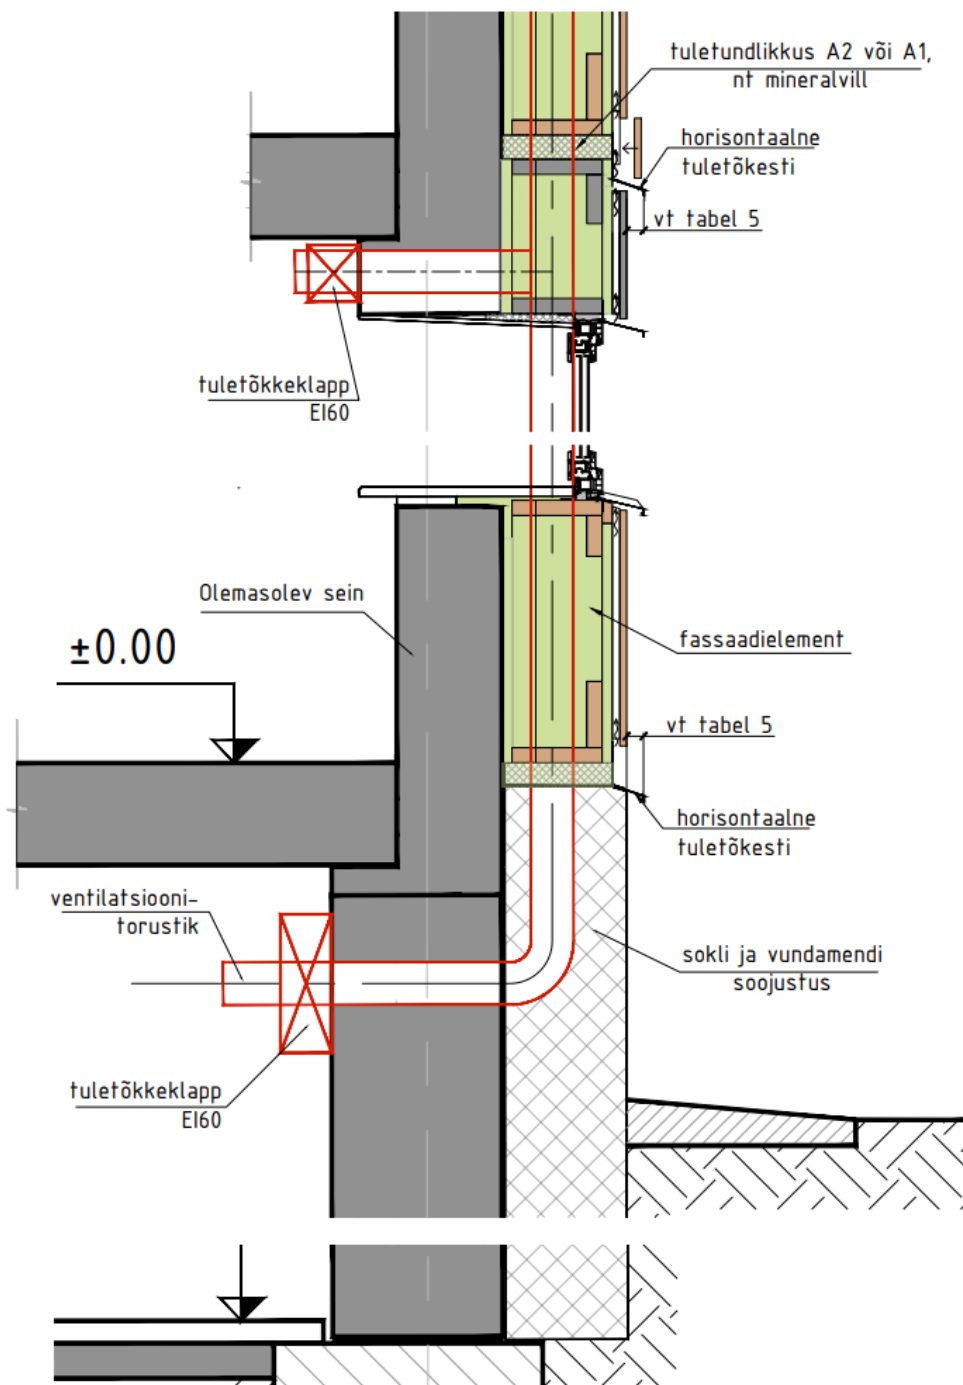 tuletundlikkus A2 või A1,
nt mineralvill
horisontaalne
tuletõkesti
vt tabel 5
tuletõkkeklapp
EI60
Olemasolev sein
±0.00
fassaadielement
vt tabel 5
horisontaalne
tuletõkesti
ventilatsiooni-
torustik
sokli ja vundamendi
soojustus
tuletõkkeklapp
EI60